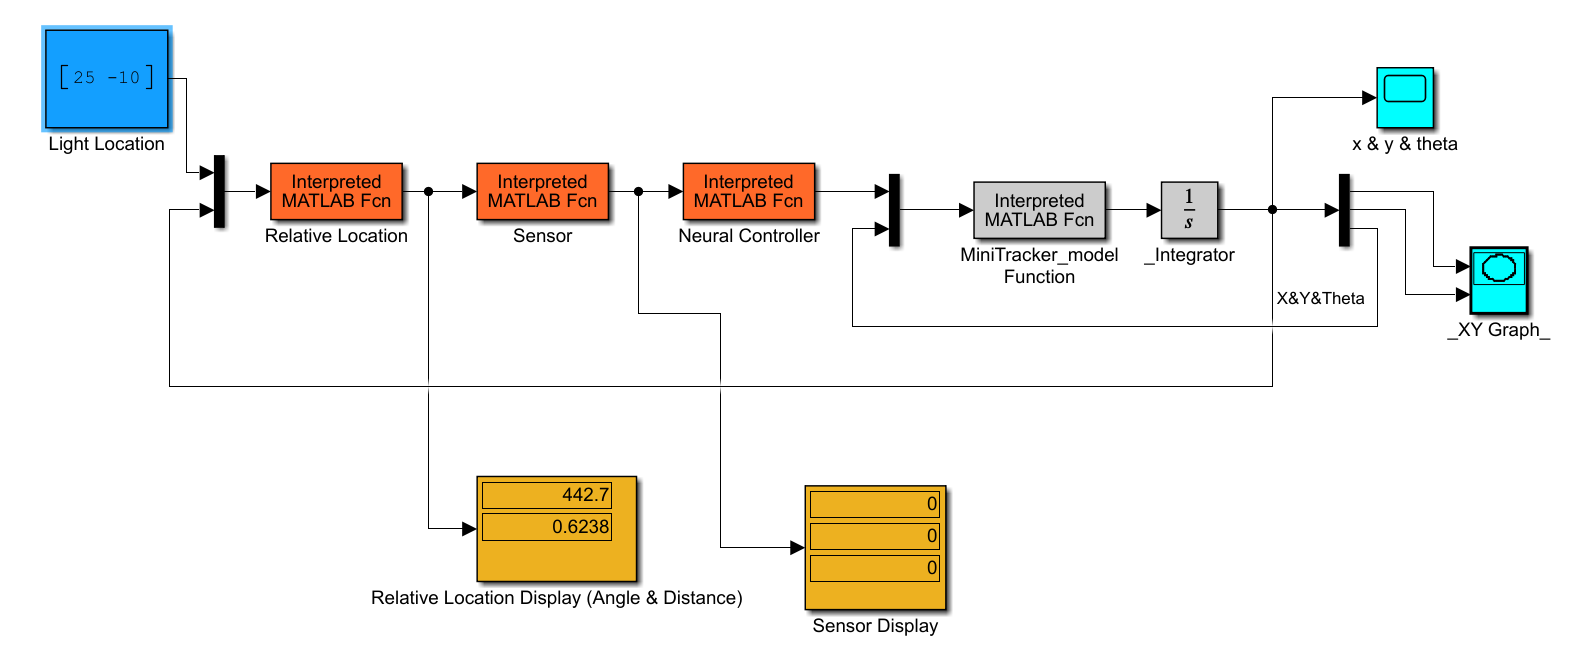 [25 -10]
Light Location
x & y & theta
Interpreted
MATLAB Fcn
Relative Location
Interpreted
MATLAB Fcn
Sensor
Interpreted
MATLAB Fcn
Neural Controller
Interpreted
MATLAB Fcn
MiniTracker_model
Function
1
s
_Integrator
X&Y&Theta
_XY Graph_
442.7
0.6238
Relative Location Display (Angle & Distance)
0
0
0
Sensor Display